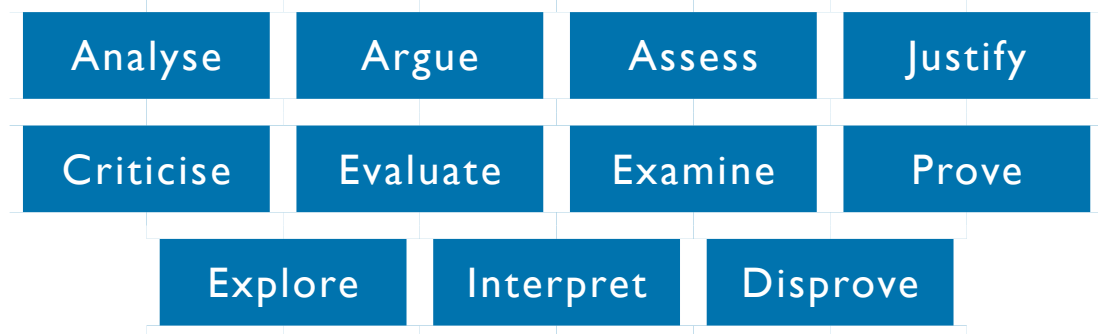 Analyse Argue Assess Justify
Criticise Evaluate Examine Prove
Explore Interpret Disprove